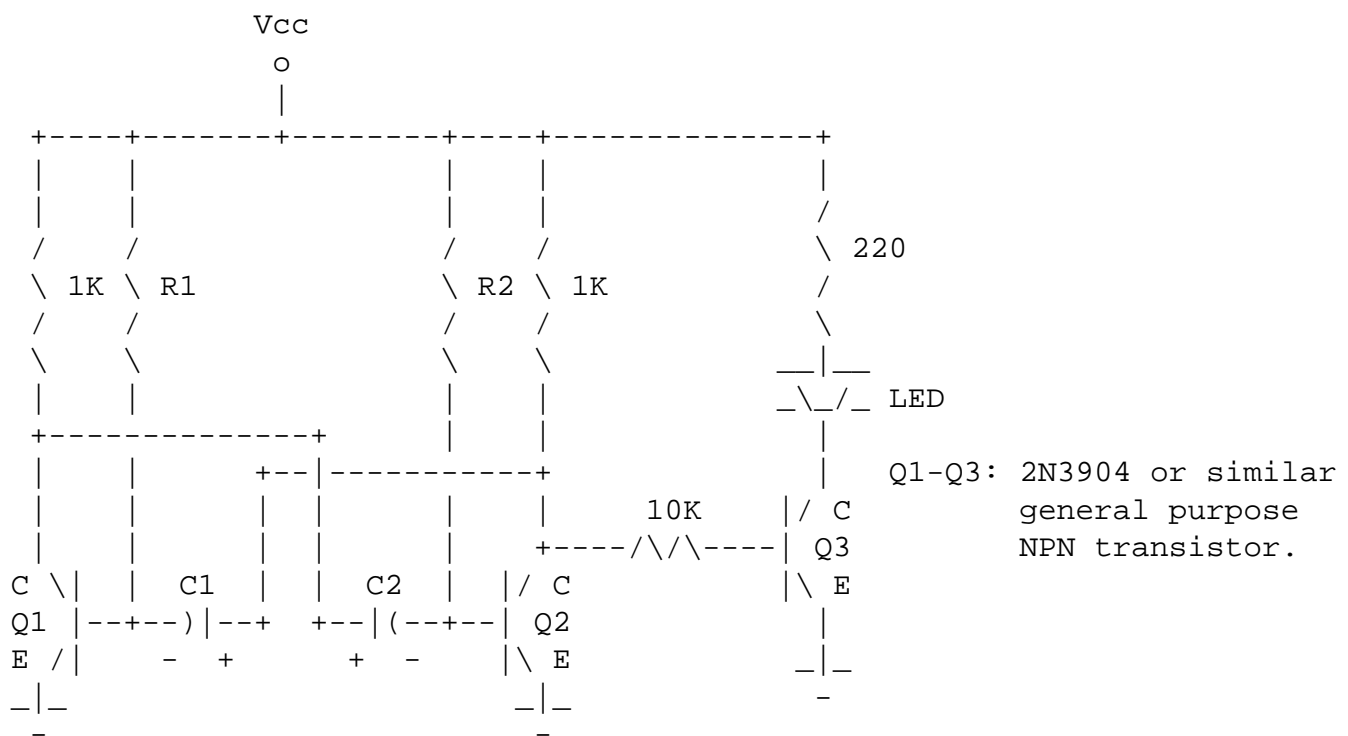 Vcc
220
1K R1 R2 1K
LED
Q1-Q3: 2N3904 or similar
10K C general purpose
Q3 NPN transistor.
C C1 C2 C E
Q1 Q2
E - + + - E